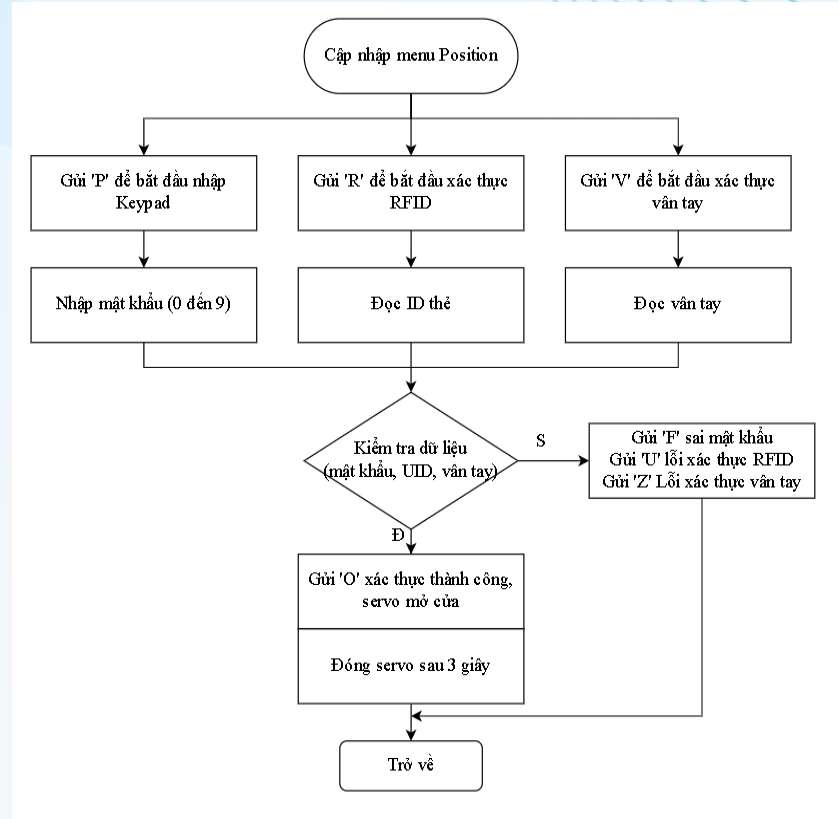 Cập nhập menu Position
Gửi 'P' để bắt đầu nhập
Keypad
Gửi 'R' để bắt đầu xác thực
RFID
Gửi 'V' để bắt đầu xác thực
vân tay
Nhập mật khẩu (0 đến 9)
Đọc ID thẻ
Đọc vân tay
Kiểm tra dữ liệu
(mật khẩu, UID, vân tay)
S
Gửi 'F' sai mật khẩu
Gửi 'U' lỗi xác thực RFID
Gửi 'Z' Lỗi xác thực vân tay
Đ
Gửi 'O' xác thực thành công,
servo mở cửa
Đóng servo sau 3 giây
Trở về